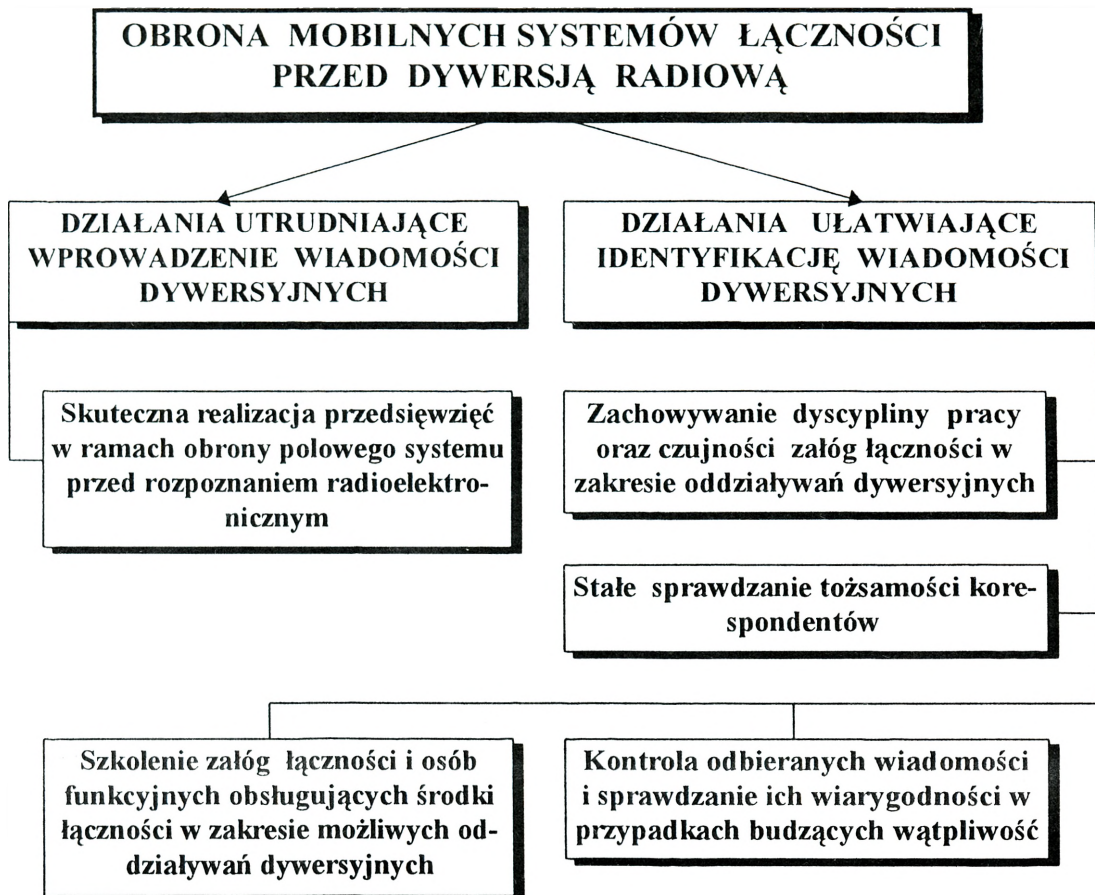 OBRONA MOBILNYCH SYSTEMÓW ŁĄCZNOŚCI
PRZED DYWERSJĄ RADIOWĄ
DZIAŁANIA UTRUDNIAJĄCE
WPROWADZENIE WIADOMOŚCI
DYWERSYJNYCH
DZIAŁANIA UŁATWIAJĄCE
IDENTYFIKACJĘ WIADOMOŚCI
DYWERSYJNYCH
Skuteczna realizacja przedsięwzięć
w ramach obrony polowego systemu
przed rozpoznaniem radioelektro-
nicznym
Zachowywanie dyscypliny pracy
oraz czujności załóg łączności w
zakresie oddziaływań dywersyjnych
Stałe sprawdzanie tożsamości kore-
spondentów
Szkolenie załóg łączności i osób
funkcyjnych obsługujących środki
łączności w zakresie możliwych od-
działywań dywersyjnych
Kontrola odbieranych wiadomości
i sprawdzanie ich wiarygodności w
przypadkach budzących wątpliwość